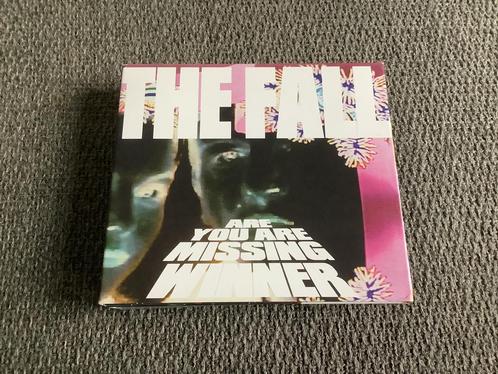 THE FALL
ARE
YOU ARE
MISSING
WINNER